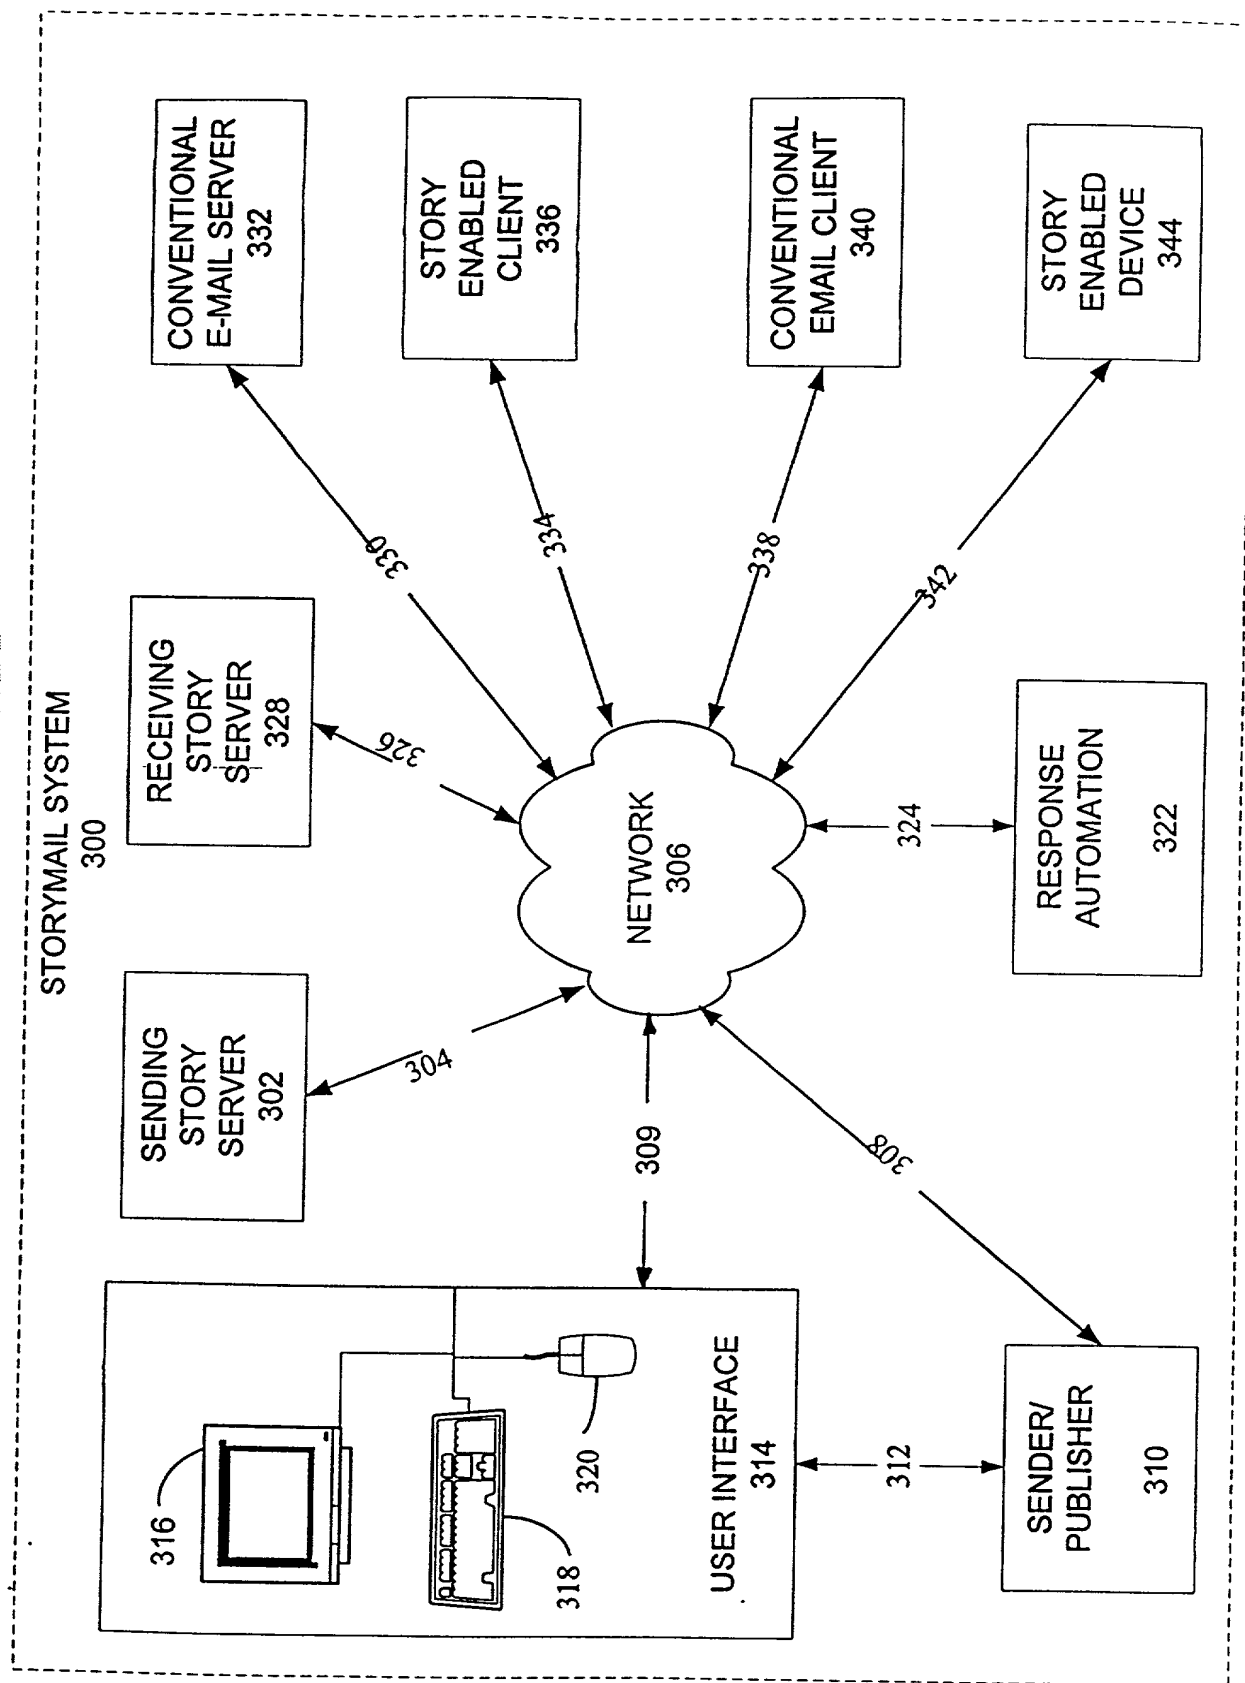 STORYMAIL SYSTEM
300
SENDING
STORY
SERVER
302
RECEIVING
STORY
SERVER
328
CONVENTIONAL
E-MAIL SERVER
332
STORY
ENABLED
CLIENT
336
CONVENTIONAL
EMAIL CLIENT
340
STORY
ENABLED
DEVICE
344
304
326
330
334
338
342
NETWORK
306
309
308
324
RESPONSE
AUTOMATION
322
316
318
320
USER INTERFACE
314
312
SENDER/
PUBLISHER
310